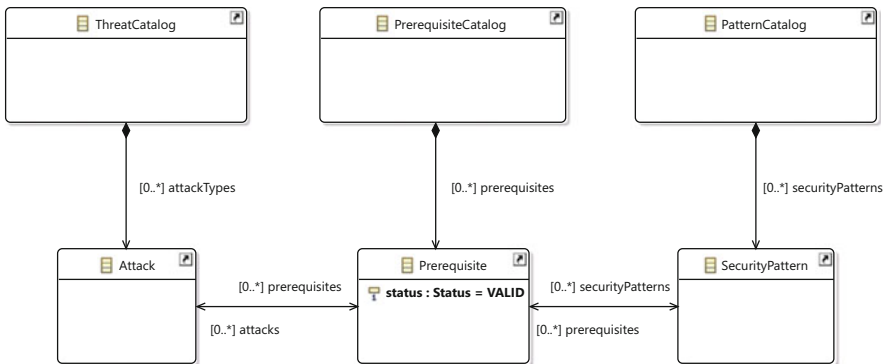 ThreatCatalog
PrerequisiteCatalog
PatternCatalog
[0..*] attackTypes
[0..*] prerequisites
[0..*] securityPatterns
Attack
Prerequisite
SecurityPattern
status : Status = VALID
[0..*] prerequisites
[0..*] attacks
[0..*] securityPatterns
[0..*] prerequisites